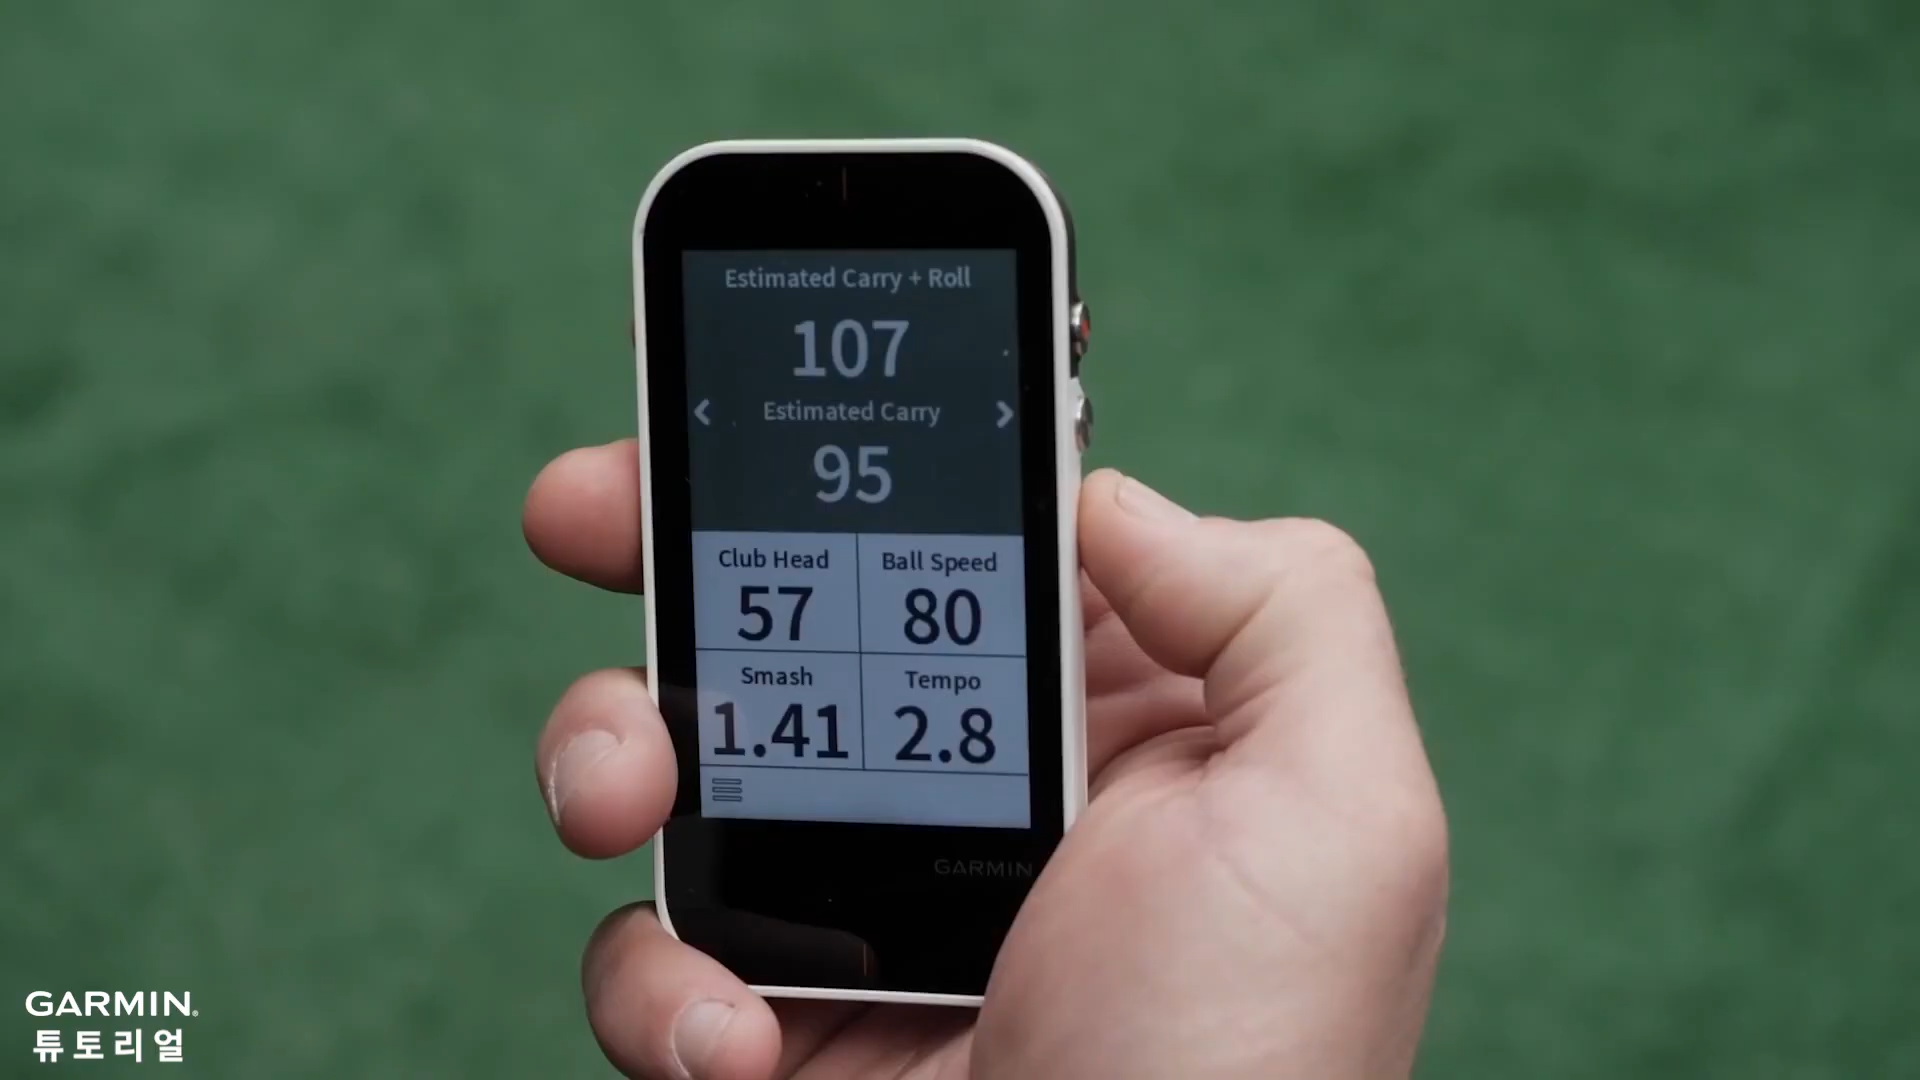 Estimated Carry + Roll
107
Estimated Carry
95
Club Head
Ball Speed
57
80
Smash
Tempo
1.41
2.8
GARMIN
GARMIN®
튜토리얼